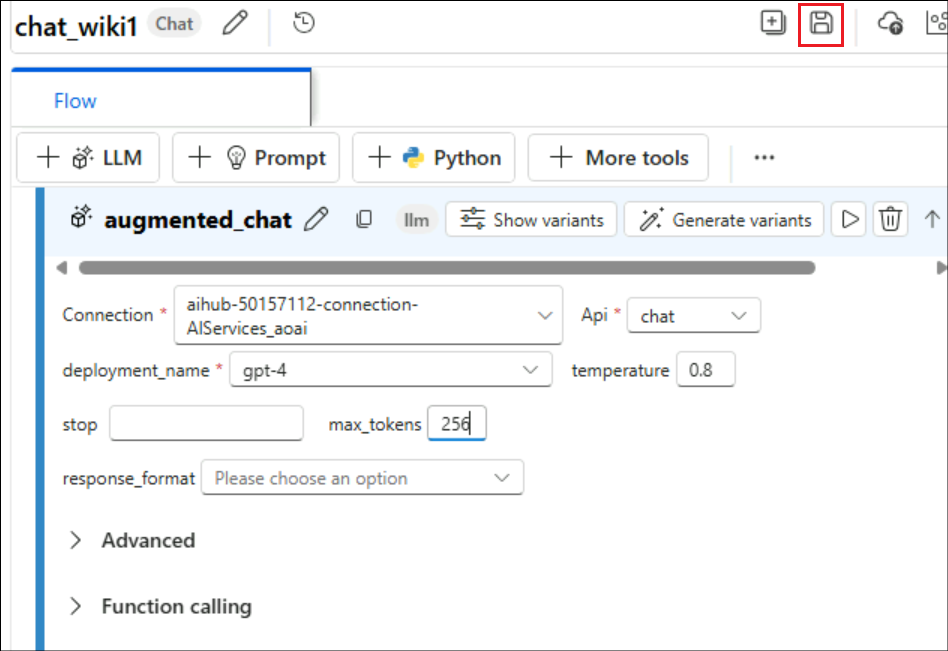 chat_wiki1 Chat
Flow
LLM Prompt Python More tools ...
augmented_chat llm Show variants Generate variants
Connection * aihub-50157112-connection-
AIServices_aoai Api * chat
deployment_name * gpt-4 temperature 0.8
stop max_tokens 256
response_format Please choose an option
Advanced
Function calling